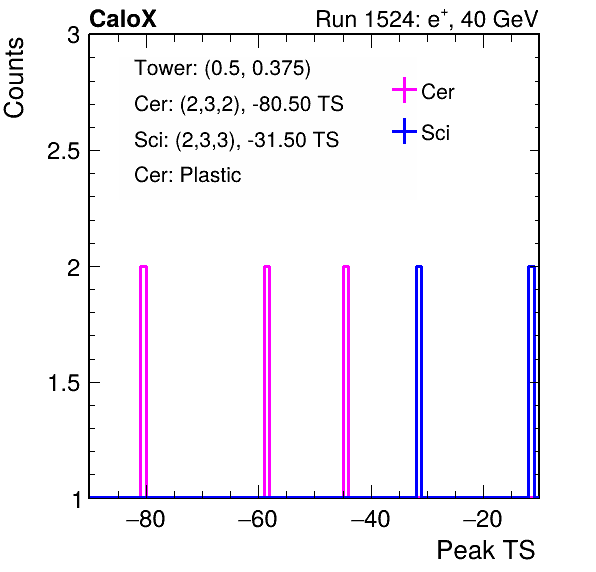 CaloX
Run 1524: e⁺, 40 GeV
Counts
3
2.5
2
1.5
1
Tower: (0.5, 0.375)
Cer: (2,3,2), -80.50 TS
Sci: (2,3,3), -31.50 TS
Cer: Plastic
Cer
Sci
−80
−60
−40
−20
Peak TS